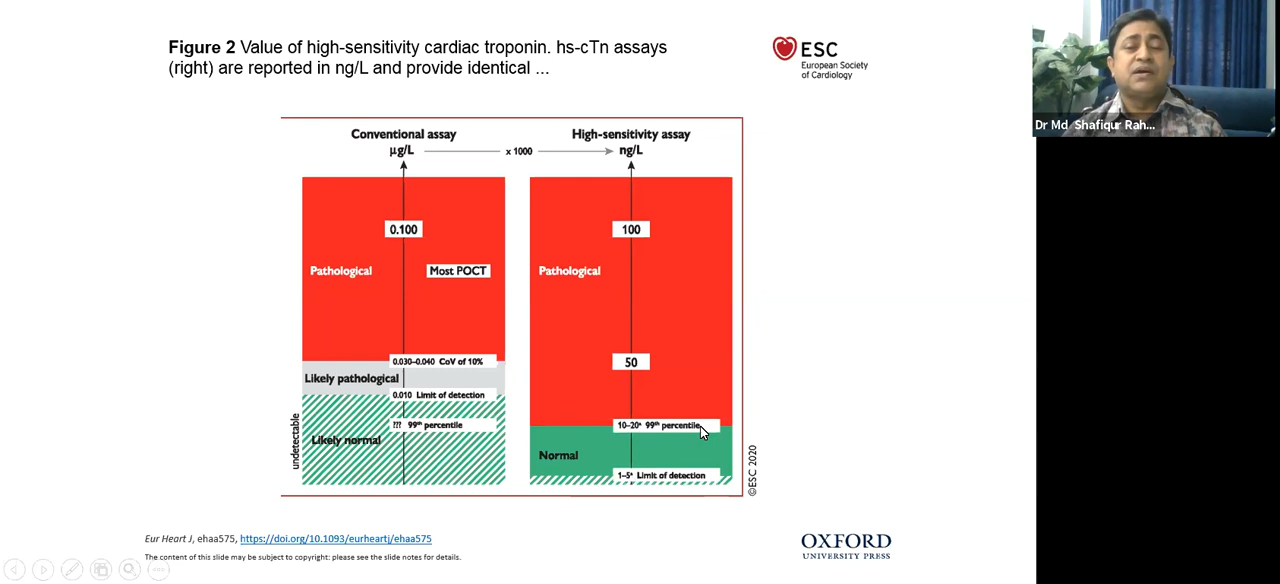 Figure 2 Value of high-sensitivity cardiac troponin. hs-cTn assays
(right) are reported in ng/L and provide identical ...
ESC
European Society
of Cardiology
Dr Md Shafiqur Rah...
Conventional assay
High-sensitivity assay
µg/L
x 1000
ng/L
0.100
100
Pathological
Most POCT
Pathological
0.030–0.040 CoV of 10%
50
Likely pathological
0.010 Limit of detection
??? 99th percentile
10–20a 99th percentile
undetectable
Likely normal
Normal
1–5a Limit of detection
©ESC 2020
Eur Heart J, ehaa575, https://doi.org/10.1093/eurheartj/ehaa575
The content of this slide may be subject to copyright: please see the slide notes for details.
OXFORD
UNIVERSITY PRESS